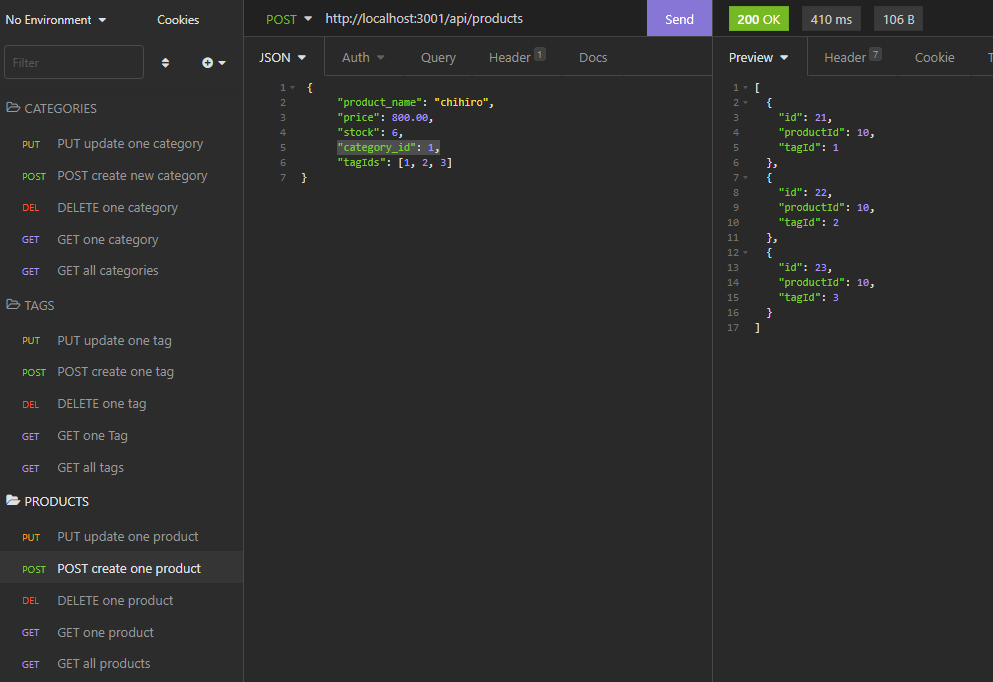 No Environment
Cookies
Filter
CATEGORIES
PUT PUT update one category
POST POST create new category
DEL DELETE one category
GET GET one category
GET GET all categories
TAGS
PUT PUT update one tag
POST POST create one tag
DEL DELETE one tag
GET GET one Tag
GET GET all tags
PRODUCTS
PUT PUT update one product
POST POST create one product
DEL DELETE one product
GET GET one product
GET GET all products
POST http://localhost:3001/api/products Send
JSON Auth Query Header 1 Docs
1 {
2 "product_name": "chihiro",
3 "price": 800.00,
4 "stock": 6,
5 "category_id": 1,
6 "tagIds": [1, 2, 3]
7 }
200 OK 410 ms 106 B
Preview Header 7 Cookie
1 [
2 {
3 "id": 21,
4 "productId": 10,
5 "tagId": 1
6 },
7 {
8 "id": 22,
9 "productId": 10,
10 "tagId": 2
11 },
12 {
13 "id": 23,
14 "productId": 10,
15 "tagId": 3
16 }
17 ]